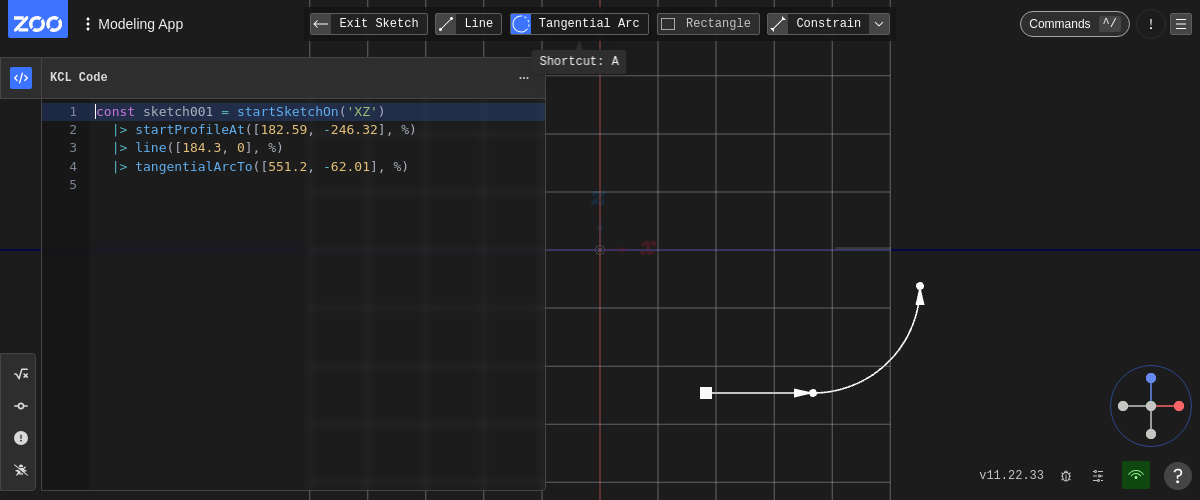 ZOO
Modeling App
Exit Sketch
Line
Tangential Arc
Rectangle
Constrain
Commands
^/
!
Shortcut: A
KCL Code
...
1 const sketch001 = startSketchOn('XZ')
2 |> startProfileAt([182.59, -246.32], %)
3 |> line([184.3, 0], %)
4 |> tangentialArcTo([551.2, -62.01], %)
5
z
x
v11.22.33
?